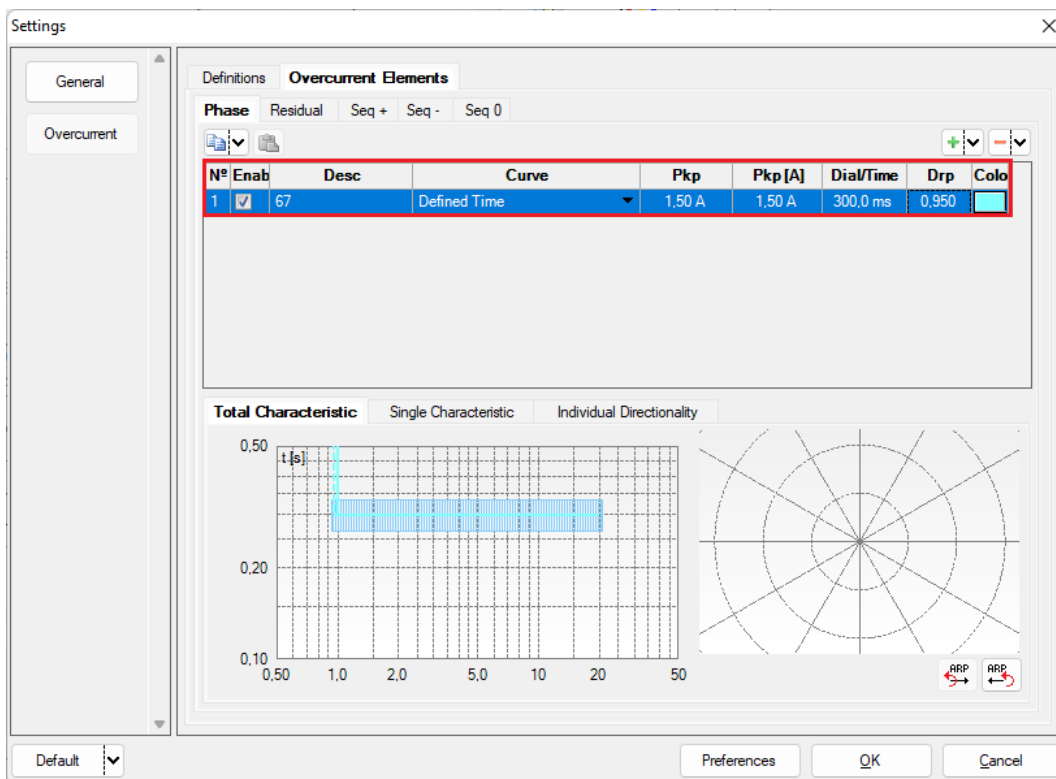 Settings
General
Overcurrent
Definitions Overcurrent Elements
Phase Residual Seq + Seq - Seq 0
Nº Enab Desc Curve Pkp Pkp [A] Dial/Time Drp Colo
1 67 Defined Time 1,50 A 1,50 A 300,0 ms 0,950
Total Characteristic Single Characteristic Individual Directionality
0,50 t [s]
0,20
0,10
0,50 1,0 2,0 5,0 10 20 50
ARP ARP
Default Preferences OK Cancel